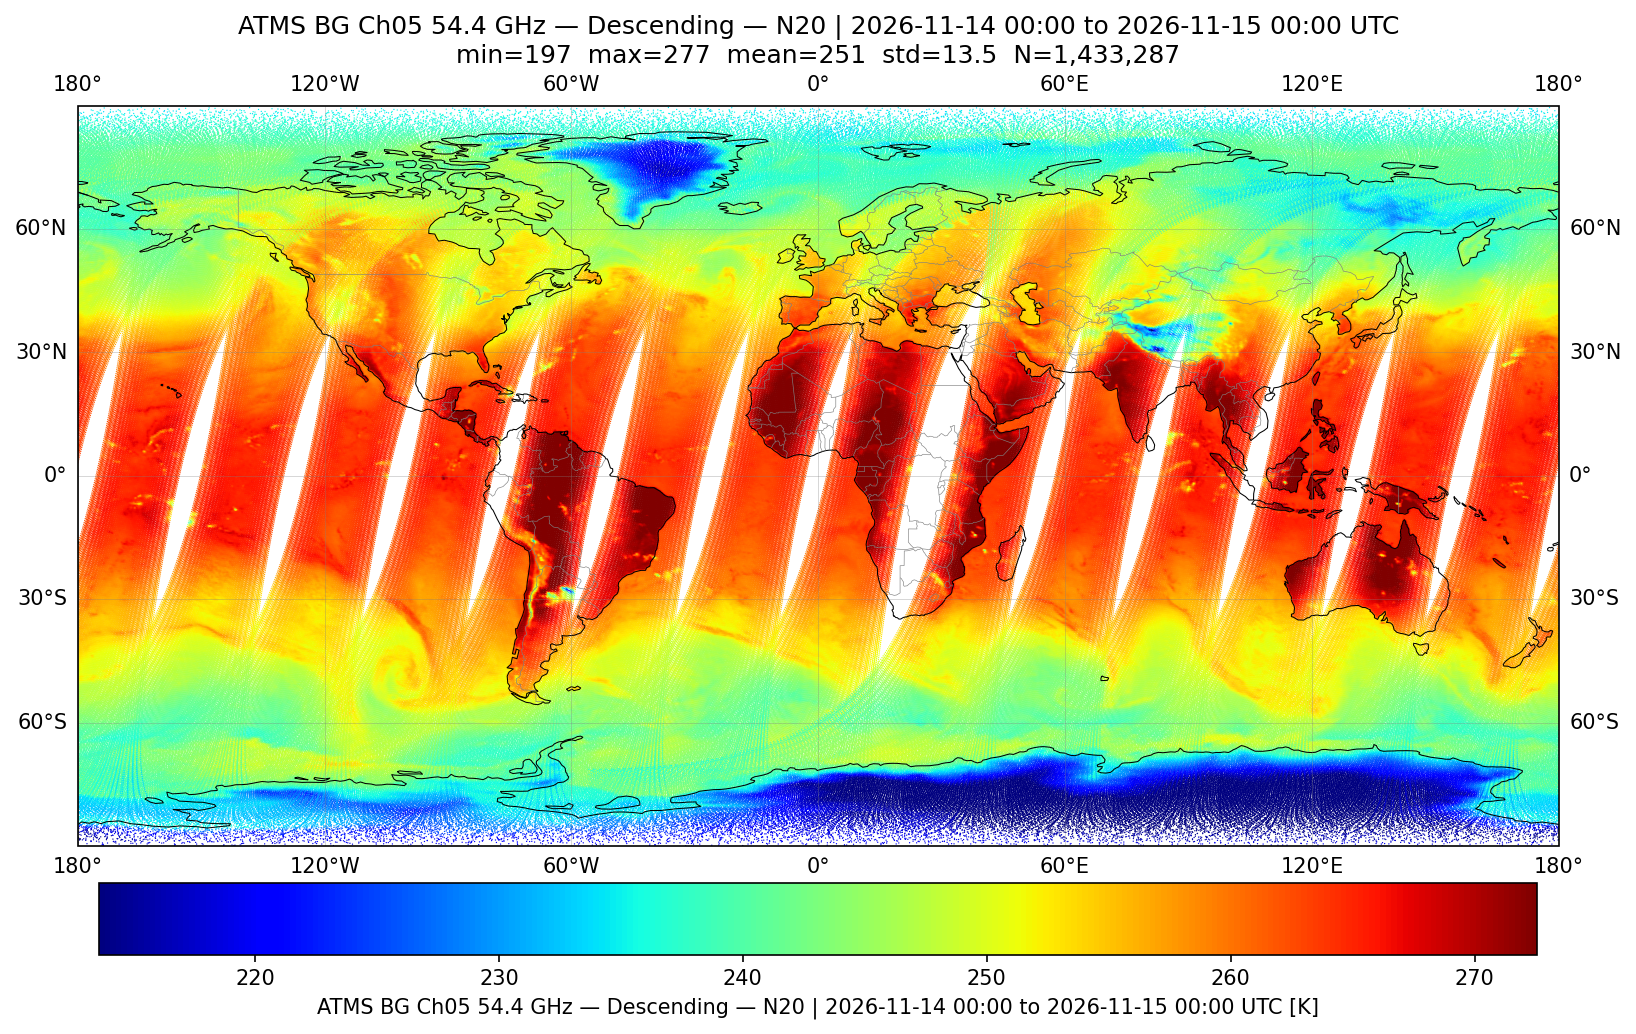 ATMS BG Ch05 54.4 GHz — Descending — N20 | 2026-11-14 00:00 to 2026-11-15 00:00 UTC
min=197  max=277  mean=251  std=13.5  N=1,433,287
180° 120°W 60°W 0° 60°E 120°E 180°
60°N 60°N
30°N 30°N
0° 0°
30°S 30°S
60°S 60°S
180° 120°W 60°W 0° 60°E 120°E 180°
220 230 240 250 260 270
ATMS BG Ch05 54.4 GHz — Descending — N20 | 2026-11-14 00:00 to 2026-11-15 00:00 UTC [K]